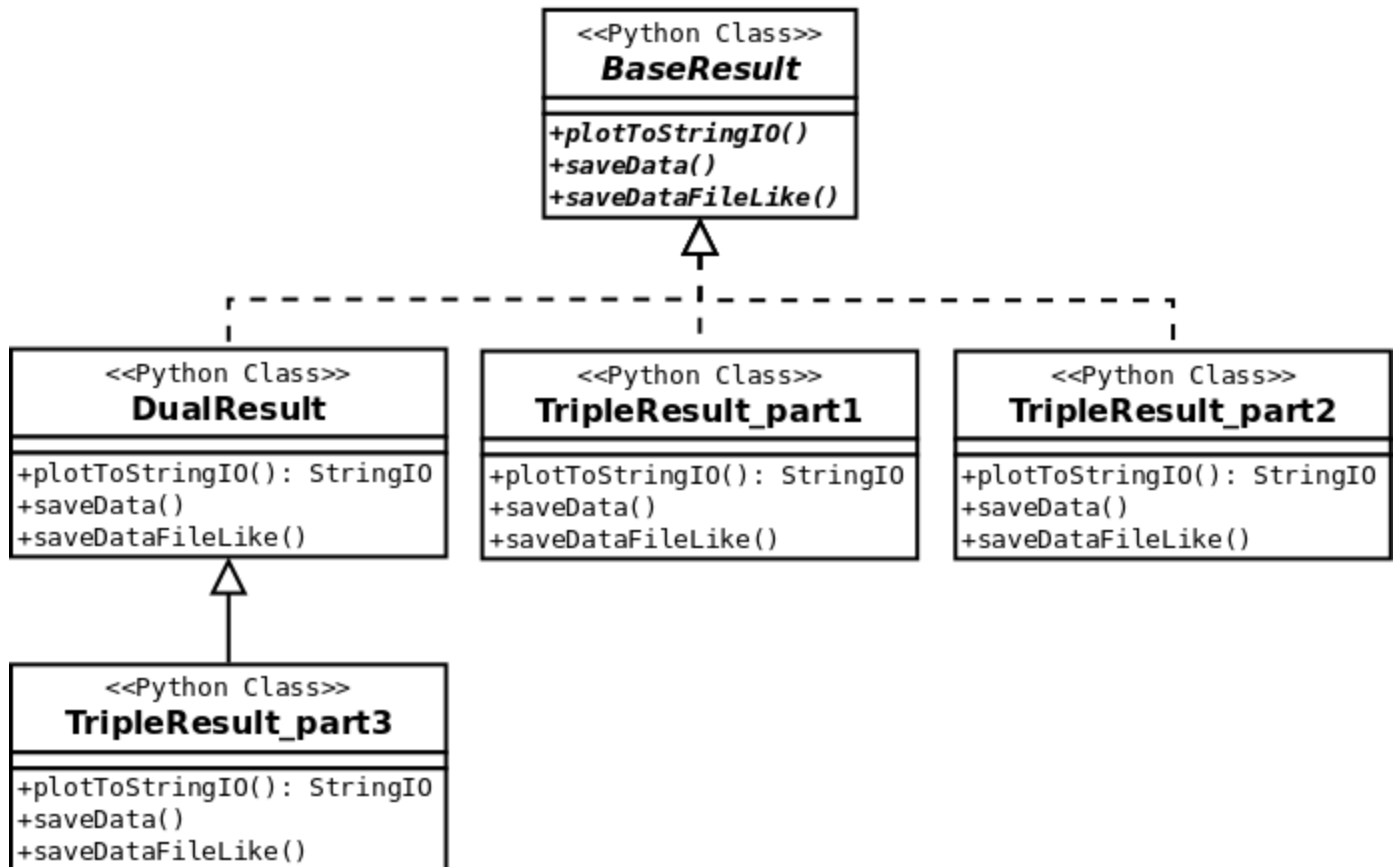 <<Python Class>>
BaseResult
+plotToStringIO()
+saveData()
+saveDataFileLike()
<<Python Class>>
DualResult
+plotToStringIO(): StringIO
+saveData()
+saveDataFileLike()
<<Python Class>>
TripleResult_part1
+plotToStringIO(): StringIO
+saveData()
+saveDataFileLike()
<<Python Class>>
TripleResult_part2
+plotToStringIO(): StringIO
+saveData()
+saveDataFileLike()
<<Python Class>>
TripleResult_part3
+plotToStringIO(): StringIO
+saveData()
+saveDataFileLike()